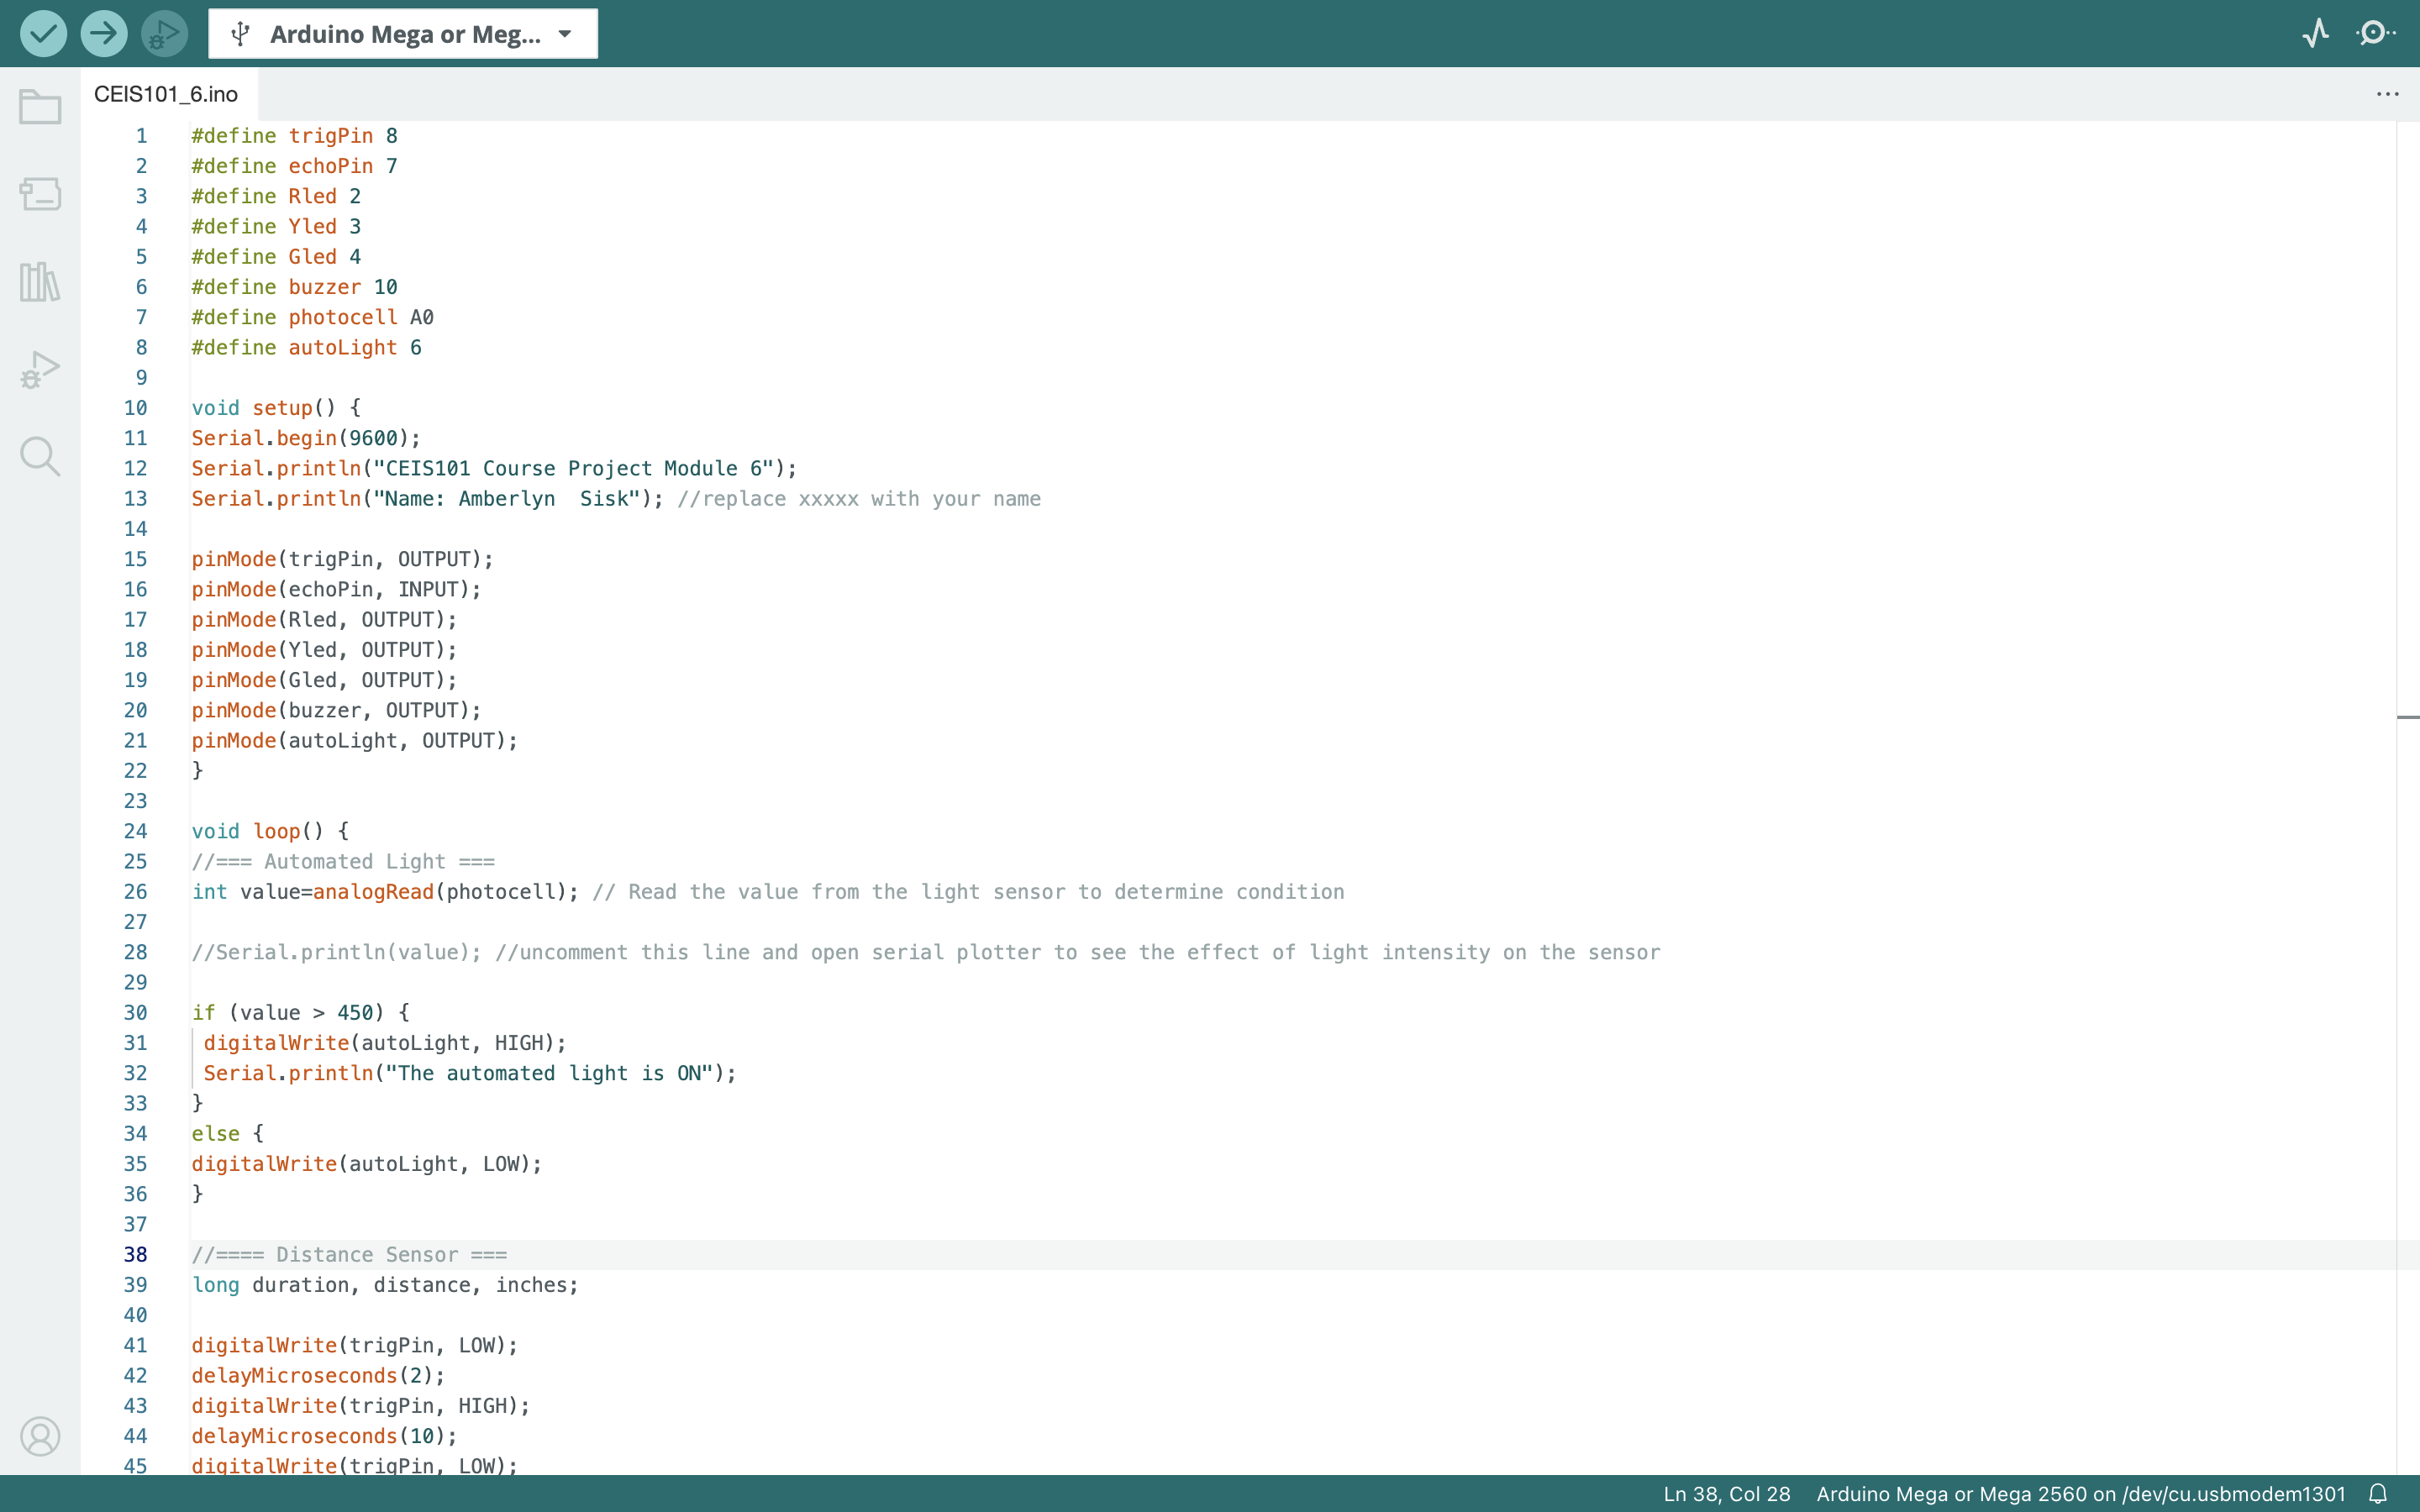 Arduino Mega or Meg...
CEIS101_6.ino
1 #define trigPin 8
2 #define echoPin 7
3 #define Rled 2
4 #define Yled 3
5 #define Gled 4
6 #define buzzer 10
7 #define photocell A0
8 #define autoLight 6
9
10 void setup() {
11 Serial.begin(9600);
12 Serial.println("CEIS101 Course Project Module 6");
13 Serial.println("Name: Amberlyn  Sisk"); //replace xxxxx with your name
14
15 pinMode(trigPin, OUTPUT);
16 pinMode(echoPin, INPUT);
17 pinMode(Rled, OUTPUT);
18 pinMode(Yled, OUTPUT);
19 pinMode(Gled, OUTPUT);
20 pinMode(buzzer, OUTPUT);
21 pinMode(autoLight, OUTPUT);
22 }
23
24 void loop() {
25 //=== Automated Light ===
26 int value=analogRead(photocell); // Read the value from the light sensor to determine condition
27
28 //Serial.println(value); //uncomment this line and open serial plotter to see the effect of light intensity on the sensor
29
30 if (value > 450) {
31  digitalWrite(autoLight, HIGH);
32  Serial.println("The automated light is ON");
33 }
34 else {
35 digitalWrite(autoLight, LOW);
36 }
37
38 //==== Distance Sensor ===
39 long duration, distance, inches;
40
41 digitalWrite(trigPin, LOW);
42 delayMicroseconds(2);
43 digitalWrite(trigPin, HIGH);
44 delayMicroseconds(10);
45 digitalWrite(trigPin, LOW);
Ln 38, Col 28 Arduino Mega or Mega 2560 on /dev/cu.usbmodem1301